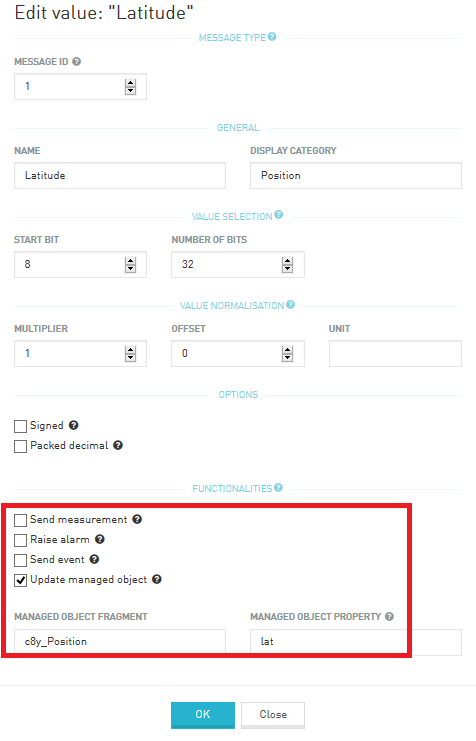 Edit value: "Latitude"
MESSAGE TYPE ?
MESSAGE ID ?
1
GENERAL
NAME DISPLAY CATEGORY
Latitude Position
VALUE SELECTION ?
START BIT NUMBER OF BITS
8 32
VALUE NORMALISATION ?
MULTIPLIER OFFSET UNIT
1 0
OPTIONS
Signed ?
Packed decimal ?
FUNCTIONALITIES ?
Send measurement ?
Raise alarm ?
Send event ?
Update managed object ?
MANAGED OBJECT FRAGMENT MANAGED OBJECT PROPERTY ?
c8y_Position lat
OK Close